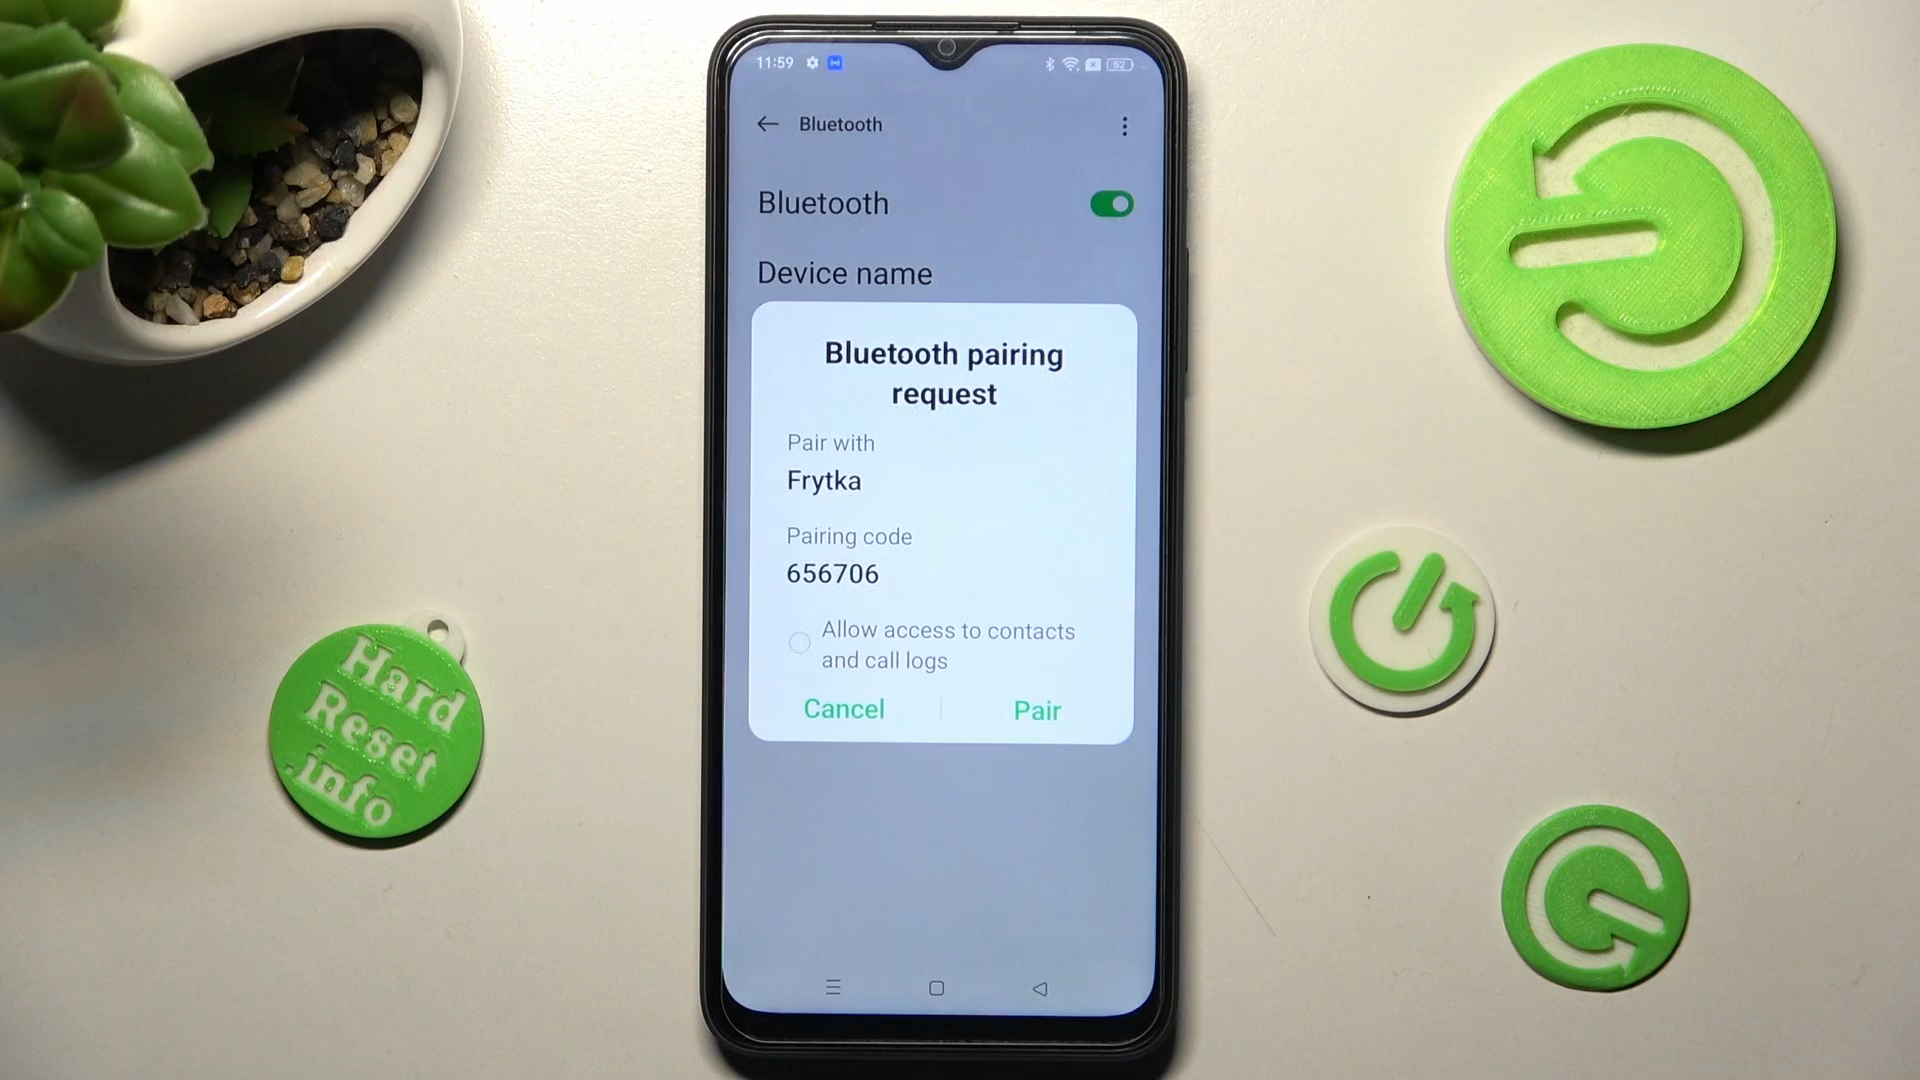 11:59
52
Bluetooth
Bluetooth
Device name
Bluetooth pairing
request
Pair with
Frytka
Pairing code
656706
Allow access to contacts
and call logs
Cancel
Pair
Hard
Reset
.info